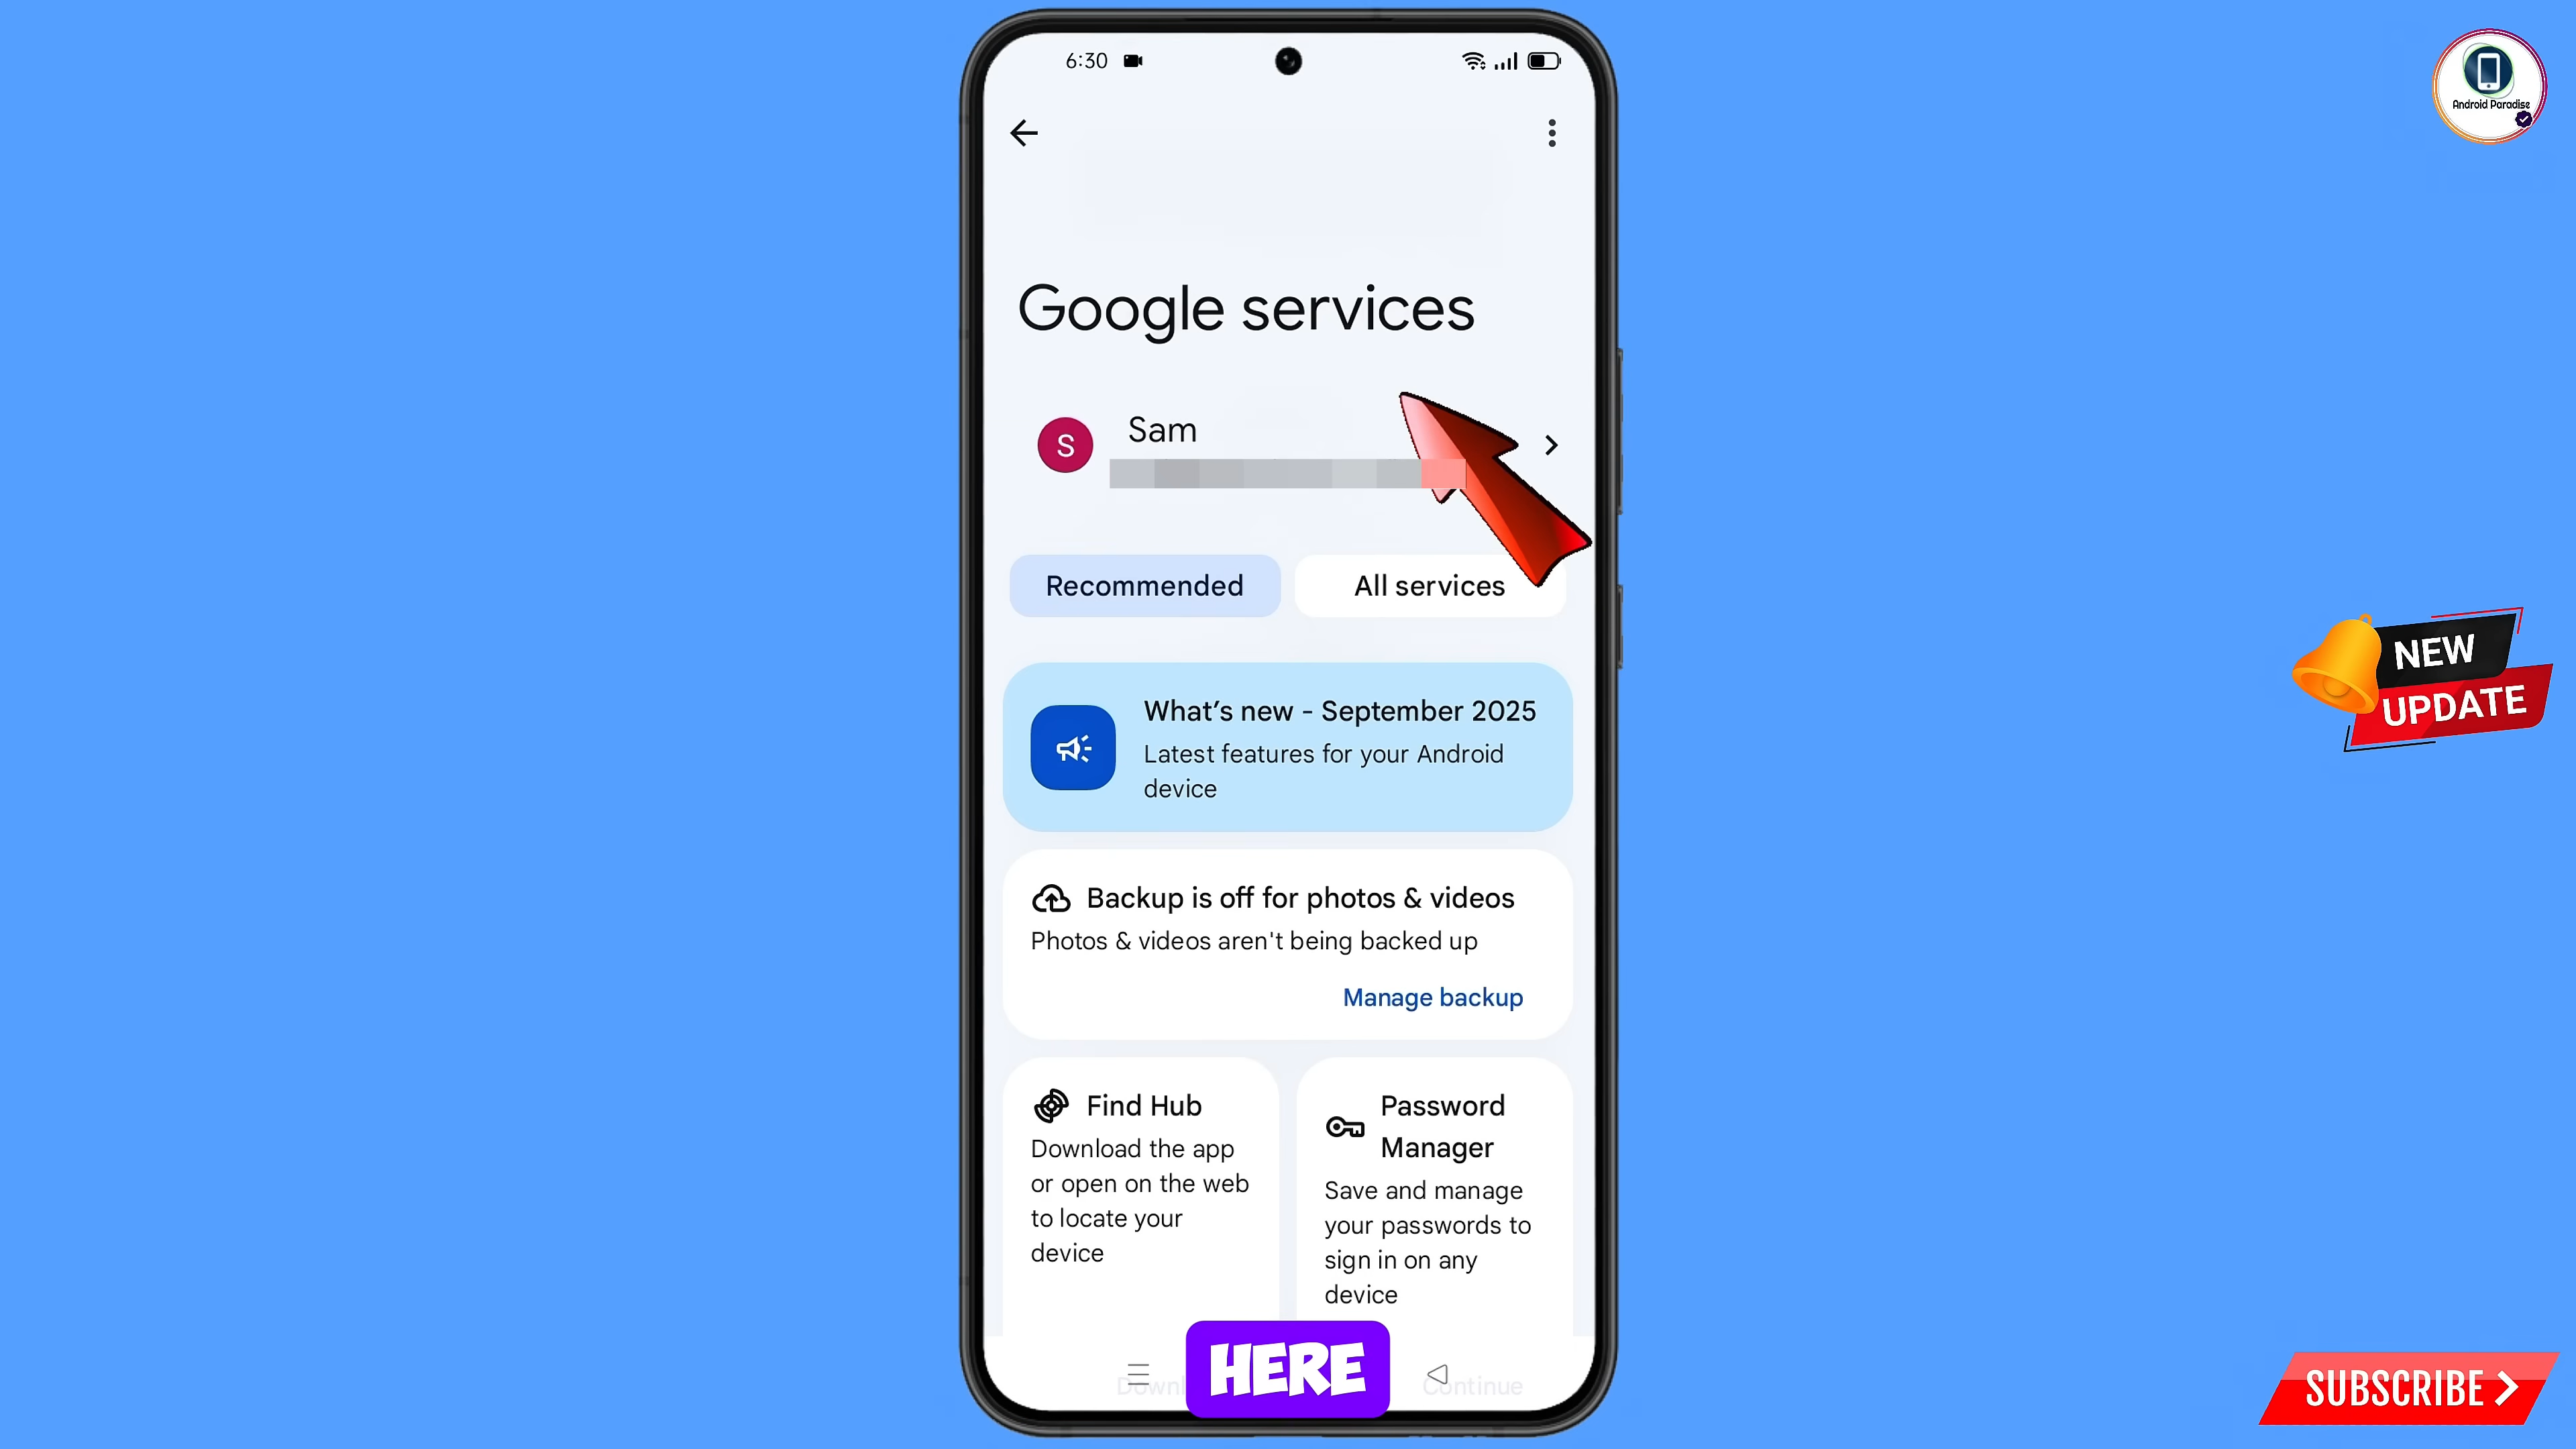 6:30
Android Paradise
Google services
S
Sam
Recommended
All services
What's new - September 2025
Latest features for your Android
device
NEW
UPDATE
Backup is off for photos & videos
Photos & videos aren't being backed up
Manage backup
Find Hub
Download the app
or open on the web
to locate your
device
Password
Manager
Save and manage
your passwords to
sign in on any
device
HERE
Continue
SUBSCRIBE